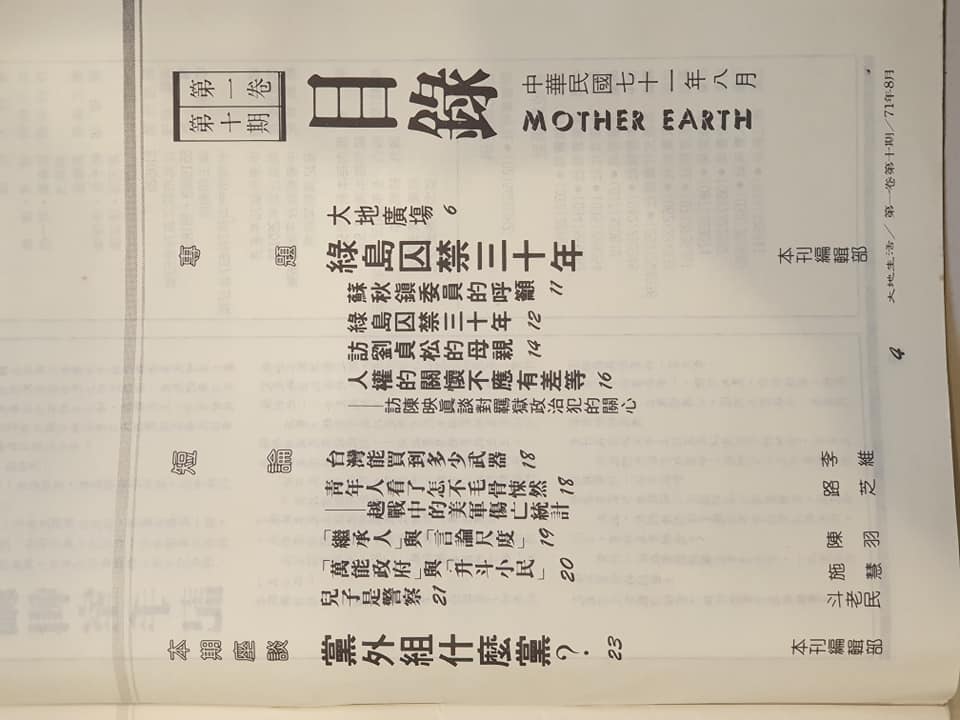 第一卷
第十期
目錄
中華民國七十一年八月
MOTHER EARTH
大地廣場 6
專題
綠島囚禁三十年
本刊編輯部
蘇秋鎮委員的呼籲 11
綠島囚禁三十年 12
訪劉貞松的母親 14
人權的關懷不應有差等 16
──訪陳映眞談對羈獄政治犯的關心
短論
台灣能買到多少武器 18 李維
靑年人看了怎不毛骨悚然 18 路芝
──越戰中的美軍傷亡統計
「繼承人」與「言論尺度」 19 陳羽
「萬能政府」與「升斗小民」 20 施慧
兒子是警察 21 斗老民
本期座談
黨外組什麼黨？ 23
本刊編輯部
4
大地生活／第一卷第十期／71年8月